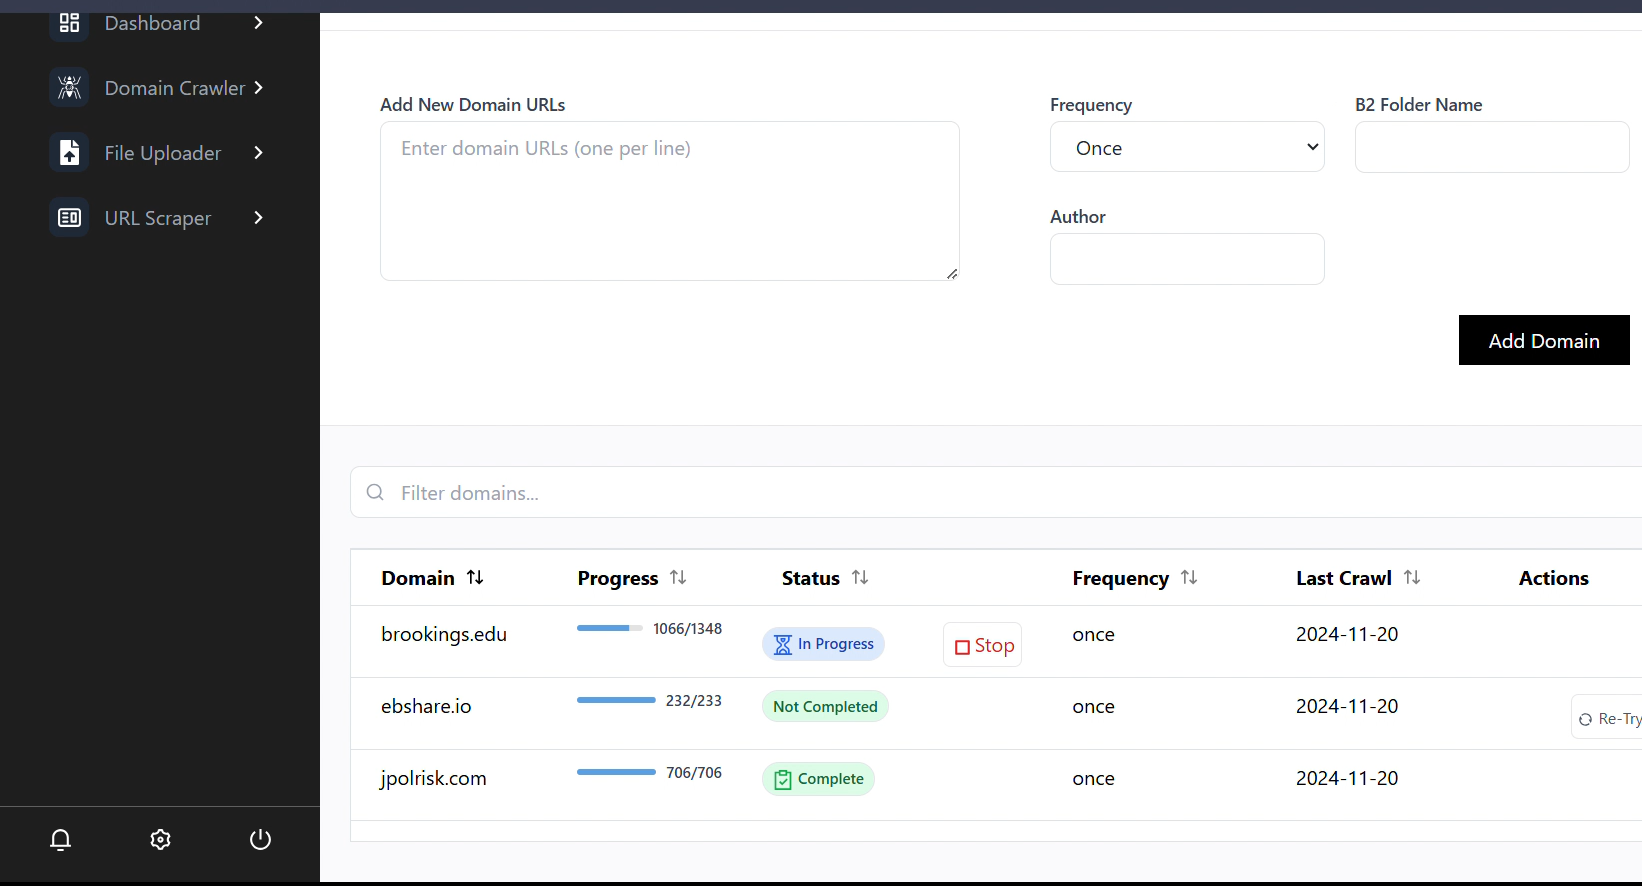 Dashboard
Domain Crawler
File Uploader
URL Scraper
Add New Domain URLs
Enter domain URLs (one per line)
Frequency
Once
B2 Folder Name
Author
Add Domain
Filter domains...
Domain Progress Status Frequency Last Crawl Actions
brookings.edu 1066/1348 In Progress Stop once 2024-11-20
ebshare.io 232/233 Not Completed once 2024-11-20 Re-Try
jpolrisk.com 706/706 Complete once 2024-11-20